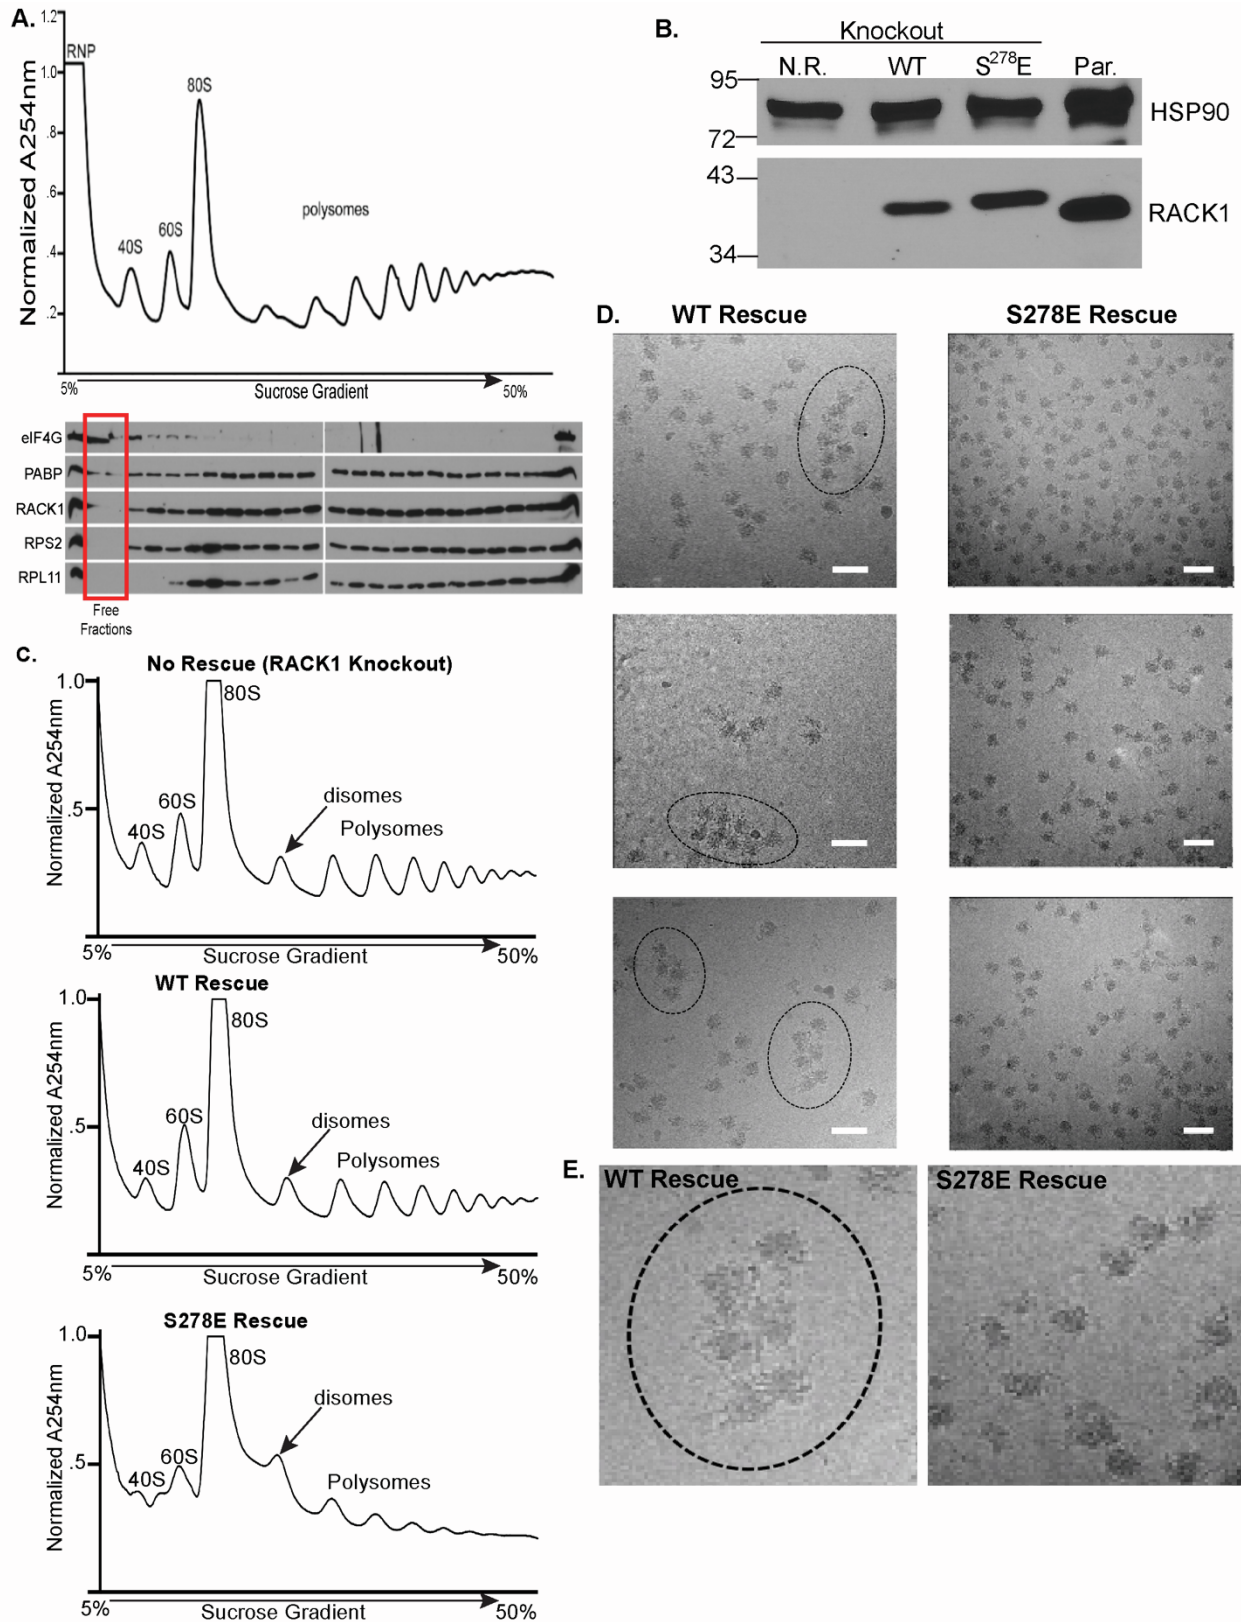 A.
Normalized A254nm
1.2
1.0
.8
.6
.4
.2
RNP
40S
60S
80S
polysomes
5%
Sucrose Gradient
50%
eIF4G
PABP
RACK1
RPS2
RPL11
Free
Fractions
B.
Knockout
N.R.
WT
S²⁷⁸E
Par.
95
72
HSP90
43
34
RACK1
C.
No Rescue (RACK1 Knockout)
Normalized A254nm
1.0
.5
40S
60S
80S
disomes
Polysomes
5%
Sucrose Gradient
50%
WT Rescue
Normalized A254nm
1.0
.5
40S
60S
80S
disomes
Polysomes
5%
Sucrose Gradient
50%
S278E Rescue
Normalized A254nm
1.0
.5
40S
60S
80S
disomes
Polysomes
5%
Sucrose Gradient
50%
D.
WT Rescue
S278E Rescue
E.
WT Rescue
S278E Rescue